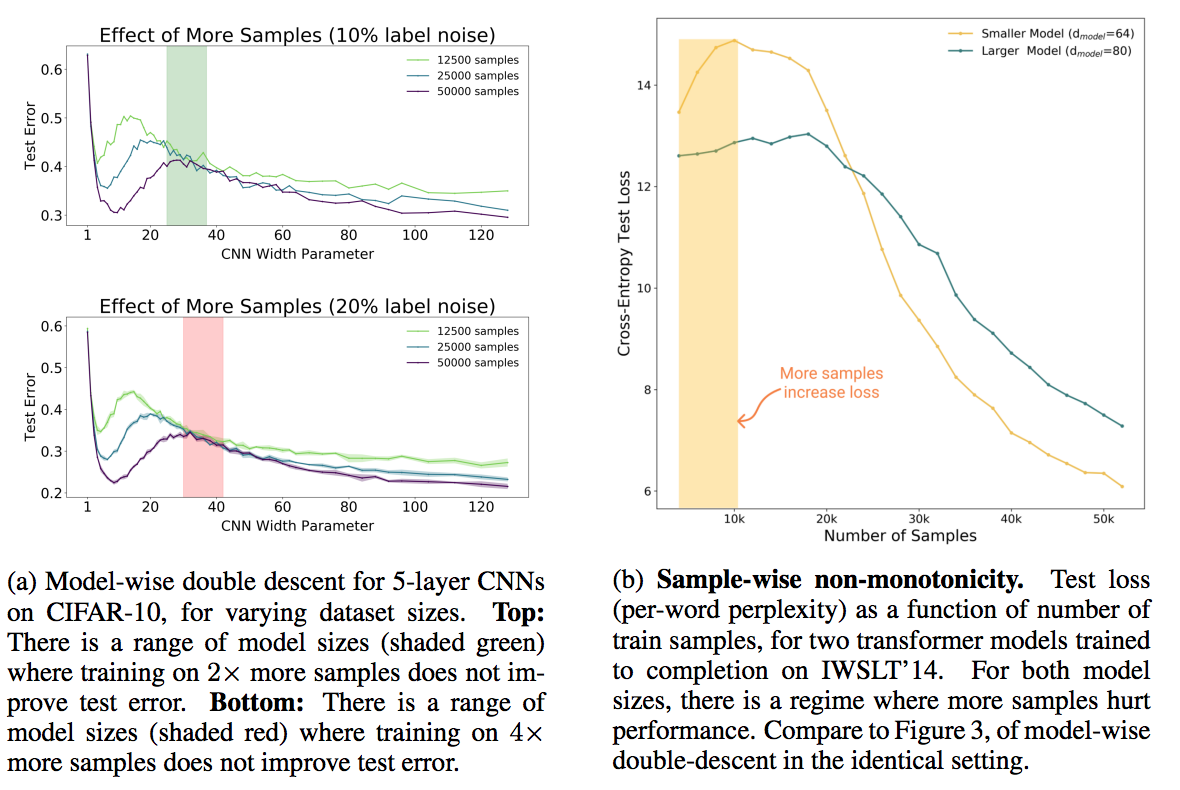 Effect of More Samples (10% label noise)
12500 samples
25000 samples
50000 samples
Test Error
0.6
0.5
0.4
0.3
1 20 40 60 80 100 120
CNN Width Parameter
Effect of More Samples (20% label noise)
12500 samples
25000 samples
50000 samples
Test Error
0.6
0.5
0.4
0.3
0.2
1 20 40 60 80 100 120
CNN Width Parameter
(a) Model-wise double descent for 5-layer CNNs
on CIFAR-10, for varying dataset sizes. Top:
There is a range of model sizes (shaded green)
where training on 2× more samples does not im-
prove test error. Bottom: There is a range of
model sizes (shaded red) where training on 4×
more samples does not improve test error.
Smaller Model (dmodel=64)
Larger Model (dmodel=80)
Cross-Entropy Test Loss
14
12
10
8
6
More samples
increase loss
10k 20k 30k 40k 50k
Number of Samples
(b) Sample-wise non-monotonicity. Test loss
(per-word perplexity) as a function of number of
train samples, for two transformer models trained
to completion on IWSLT'14. For both model
sizes, there is a regime where more samples hurt
performance. Compare to Figure 3, of model-wise
double-descent in the identical setting.